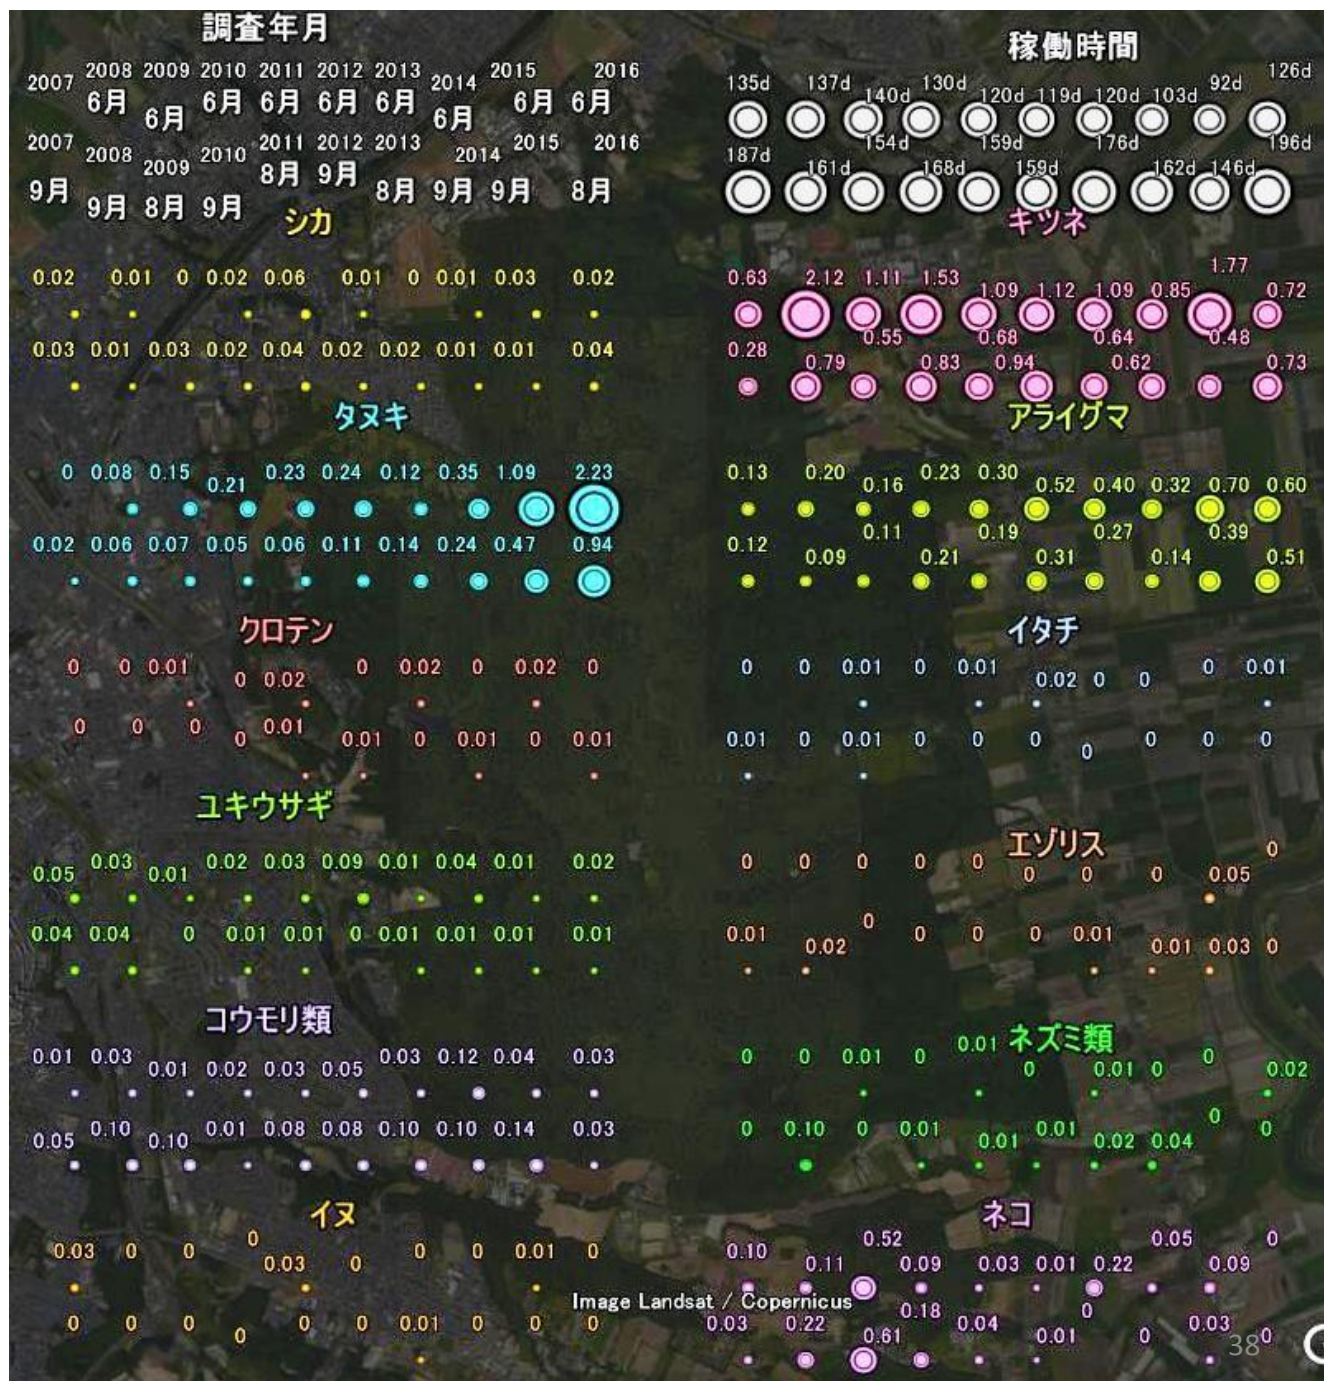 調査年月
2007 2008 2009 2010 2011 2012 2013 2014 2015 2016
6月 6月 6月 6月 6月 6月 6月 6月 6月
2007 2008 2009 2010 2011 2012 2013 2014 2015 2016
9月 9月 8月 9月 8月 9月 8月 9月 9月 8月
稼働時間
135d 137d 140d 130d 120d 119d 120d 103d 92d 126d
187d 161d 154d 168d 159d 159d 176d 162d 146d 196d
シカ
0.02 0.01 0 0.02 0.06 0.01 0 0.01 0.03 0.02
0.03 0.01 0.03 0.02 0.04 0.02 0.02 0.01 0.01 0.04
キツネ
0.63 2.12 1.11 1.53 1.09 1.12 1.09 0.85 1.77 0.72
0.28 0.79 0.55 0.83 0.68 0.94 0.64 0.62 0.48 0.73
タヌキ
0 0.08 0.15 0.21 0.23 0.24 0.12 0.35 1.09 2.23
0.02 0.06 0.07 0.05 0.06 0.11 0.14 0.24 0.47 0.94
アライグマ
0.13 0.20 0.16 0.23 0.30 0.52 0.40 0.32 0.70 0.60
0.12 0.09 0.11 0.21 0.19 0.31 0.27 0.14 0.39 0.51
クロテン
0 0 0.01 0 0.02 0 0.02 0 0.02 0
0 0 0 0 0.01 0.01 0 0.01 0 0.01
イタチ
0 0 0.01 0 0.01 0.02 0 0 0 0.01
0.01 0 0.01 0 0 0 0 0 0 0
ユキウサギ
0.05 0.03 0.01 0.02 0.03 0.09 0.01 0.04 0.01 0.02
0.04 0.04 0 0.01 0.01 0 0.01 0.01 0.01 0.01
エゾリス
0 0 0 0 0 0 0 0 0.05 0
0.01 0.02 0 0 0 0 0.01 0.01 0.03 0
コウモリ類
0.01 0.03 0.01 0.02 0.03 0.05 0.03 0.12 0.04 0.03
0.05 0.10 0.10 0.01 0.08 0.08 0.10 0.10 0.14 0.03
ネズミ類
0 0 0.01 0 0.01 0 0.01 0 0 0.02
0 0.10 0 0.01 0.01 0.01 0.02 0.04 0 0
イヌ
0.03 0 0 0 0.03 0 0 0 0.01 0
0 0 0 0 0 0 0.01 0 0 0
ネコ
0.10 0.11 0.52 0.09 0.03 0.01 0.22 0.05 0.09 0
0.03 0.22 0.61 0.18 0.04 0.01 0 0 0.03 0
Image Landsat / Copernicus
38